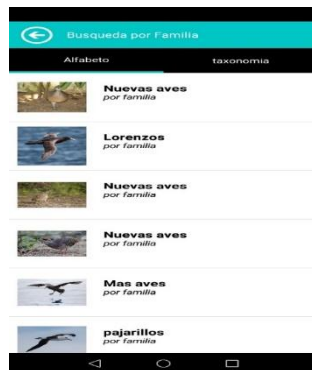 Busqueda por Familia
Alfabeto
taxonomia
Nuevas aves
por familia
Lorenzos
por familia
Nuevas aves
por familia
Nuevas aves
por familia
Mas aves
por familia
pajarillos
por familia